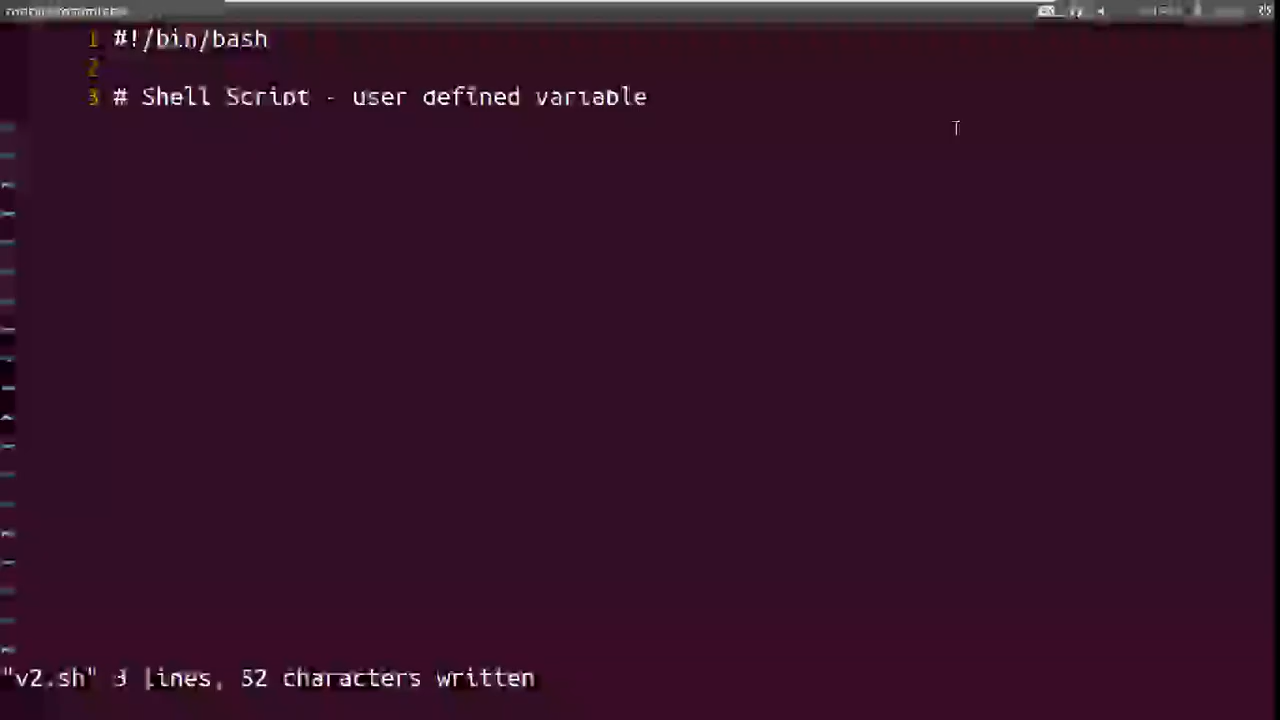 1 #!/bin/bash
2
3 # Shell Script - user defined variable
"v2.sh" 3 lines, 52 characters written